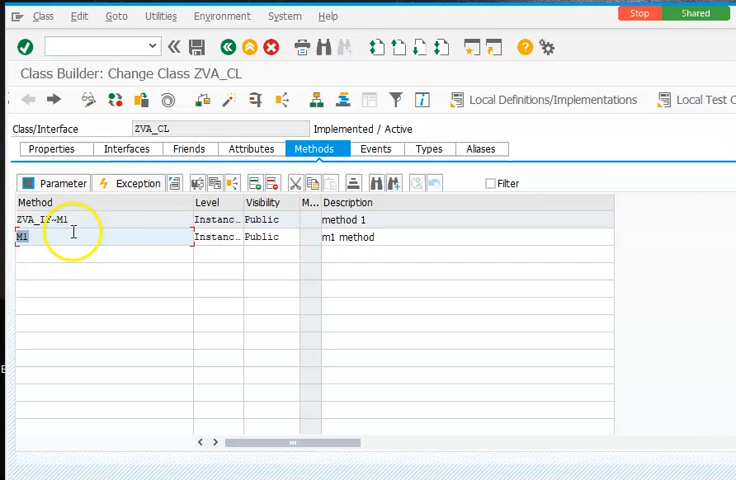 Class Edit Goto Utilities Environment System Help
Stop Shared
Class Builder: Change Class ZVA_CL
Local Definitions/Implementations Local Test C
Class/Interface ZVA_CL Implemented / Active
Properties Interfaces Friends Attributes Methods Events Types Aliases
Parameter Exception Filter
Method Level Visibility M... Description
ZVA_IF~M1 Instanc.. Public method 1
M1 Instanc.. Public m1 method